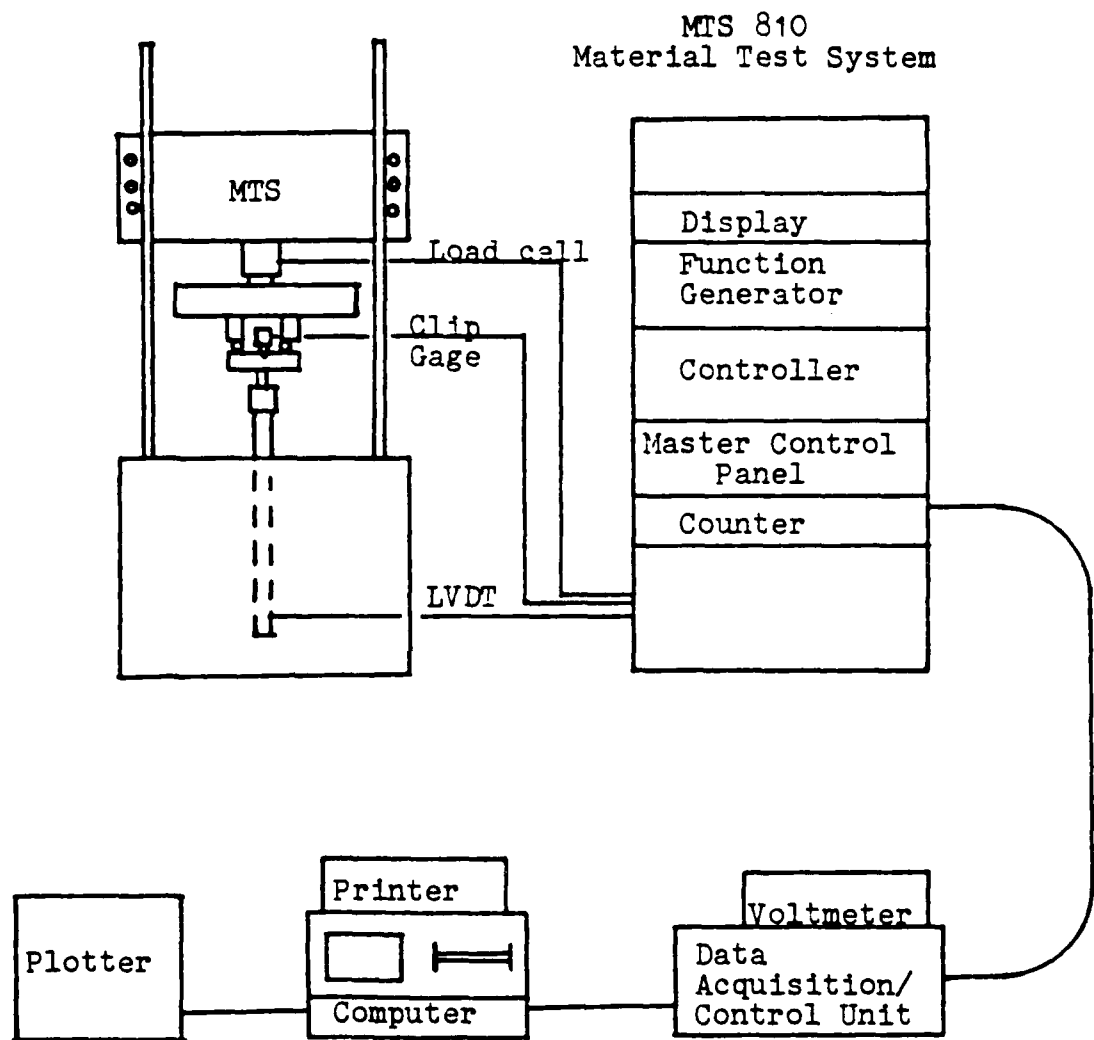 MTS 810
Material Test System
MTS
Load cell
Clip
Gage
LVDT
Display
Function
Generator
Controller
Master Control
Panel
Counter
Plotter
Printer
Computer
Voltmeter
Data
Acquisition/
Control Unit